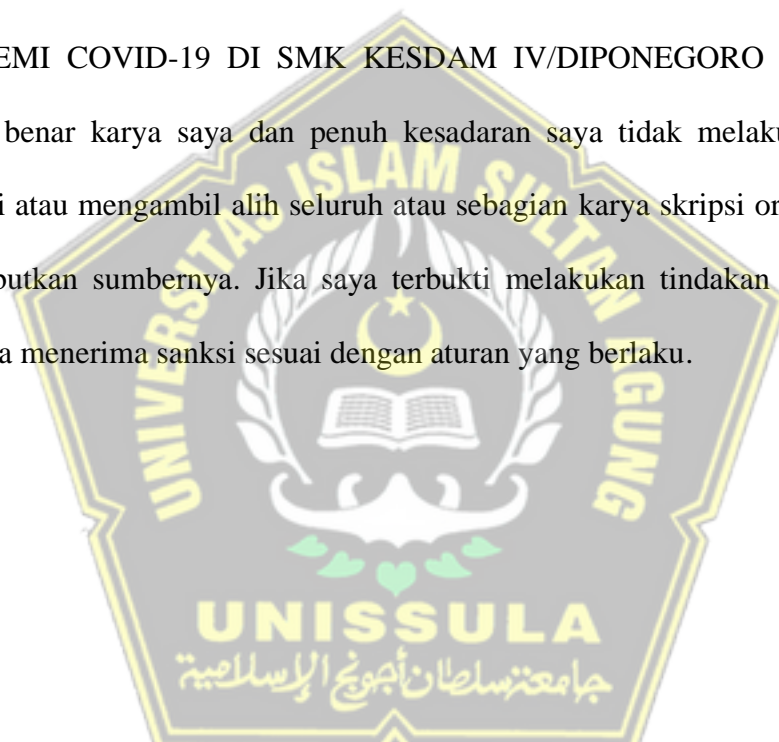 EMI COVID-19 DI SMK KESDAM IV/DIPONEGORO
benar karya saya dan penuh kesadaran saya tidak melaku
i atau mengambil alih seluruh atau sebagian karya skripsi or
butkan sumbernya. Jika saya terbukti melakukan tindakan
a menerima sanksi sesuai dengan aturan yang berlaku.
UNIVERSITAS ISLAM SULTAN AGUNG
UNISSULA
جامعة سلطان أجونج الإسلامية